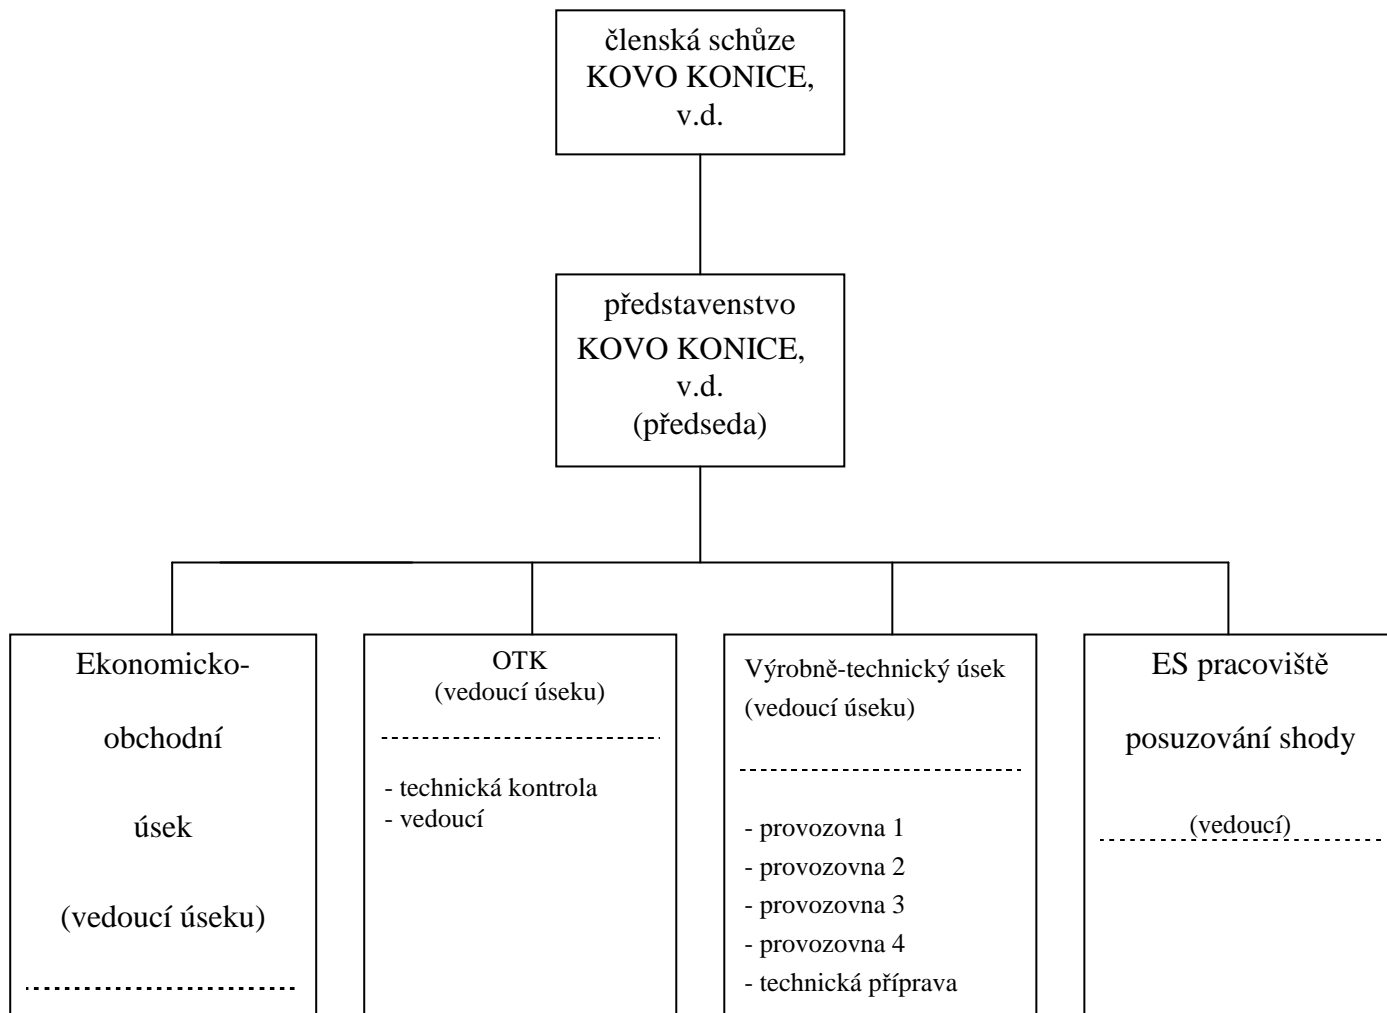 členská schůze
KOVO KONICE,
v.d.
představenstvo
KOVO KONICE,
v.d.
(předseda)
Ekonomicko-
obchodní
úsek
(vedoucí úseku)
OTK
(vedoucí úseku)
- technická kontrola
- vedoucí
Výrobně-technický úsek
(vedoucí úseku)
- provozovna 1
- provozovna 2
- provozovna 3
- provozovna 4
- technická příprava
ES pracoviště
posuzování shody
(vedoucí)